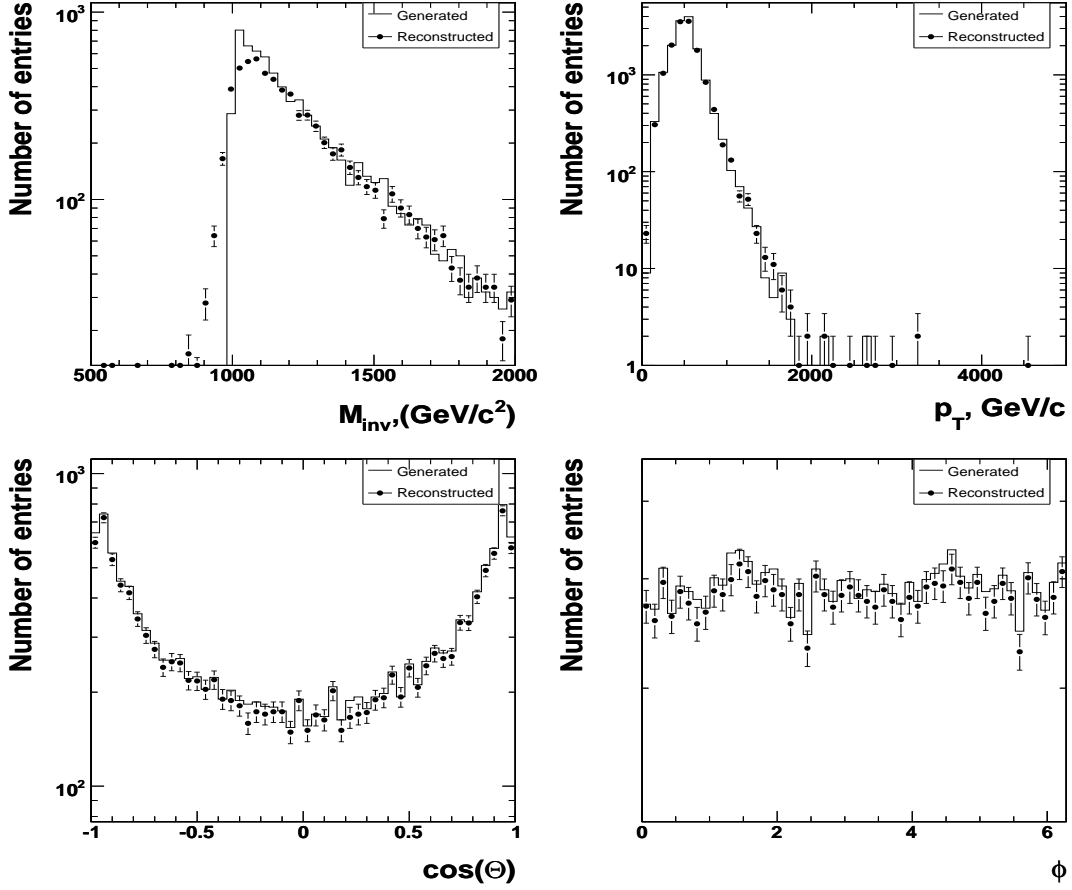 Number of entries
10³
10²
Generated
Reconstructed
500 1000 1500 2000
M_inv,(GeV/c²)
Number of entries
10³
10²
10
1
Generated
Reconstructed
0 2000 4000
p_T, GeV/c
Number of entries
10³
10²
Generated
Reconstructed
-1 -0.5 0 0.5 1
cos(Θ)
Number of entries
Generated
Reconstructed
0 2 4 6
ϕ